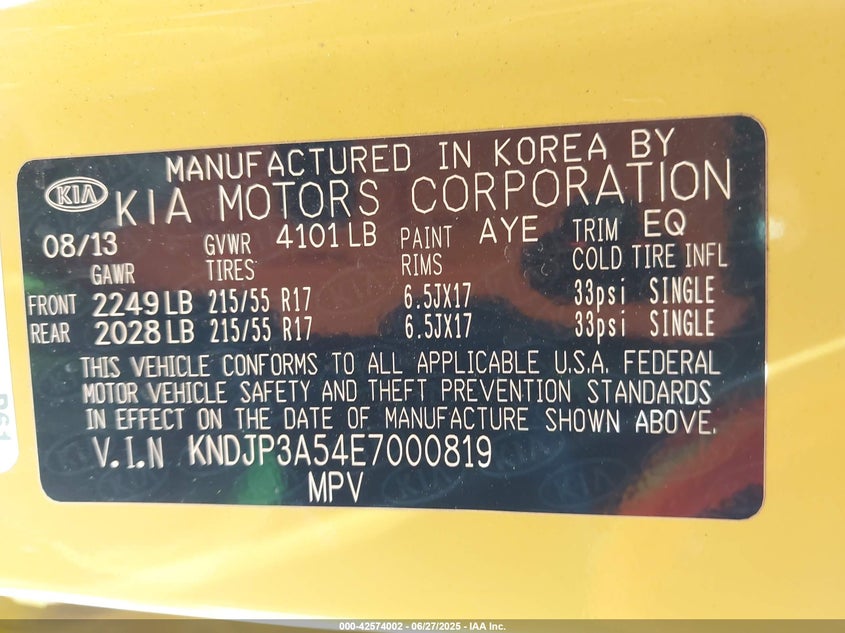 MANUFACTURED IN KOREA BY
KIA KIA MOTORS CORPORATION
08/13 GVWR 4101 LB PAINT AYE TRIM EQ
GAWR TIRES RIMS COLD TIRE INFL
FRONT 2249 LB 215/55 R17 6.5JX17 33psi SINGLE
REAR 2028 LB 215/55 R17 6.5JX17 33psi SINGLE
THIS VEHICLE CONFORMS TO ALL APPLICABLE U.S.A. FEDERAL
MOTOR VEHICLE SAFETY AND THEFT PREVENTION STANDARDS
IN EFFECT ON THE DATE OF MANUFACTURE SHOWN ABOVE.
V.I.N KNDJP3A54E7000819
MPV
000-42574002 - 06/27/2025 - IAA Inc.